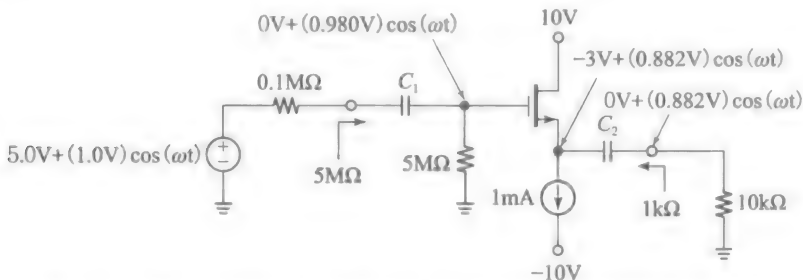 0V+(0.980V)cos(ωt)
10V
−3V+(0.882V)cos(ωt)
0V+(0.882V)cos(ωt)
0.1MΩ
C1
C2
5.0V+(1.0V)cos(ωt)
5MΩ
5MΩ
1mA
1kΩ
10kΩ
−10V